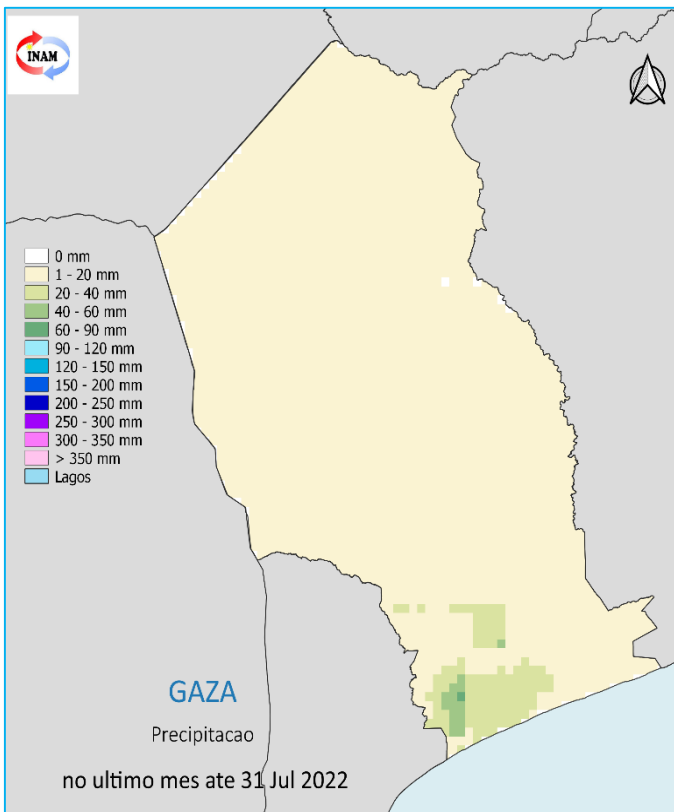 INAM
0 mm
1 - 20 mm
20 - 40 mm
40 - 60 mm
60 - 90 mm
90 - 120 mm
120 - 150 mm
150 - 200 mm
200 - 250 mm
250 - 300 mm
300 - 350 mm
> 350 mm
Lagos
GAZA
Precipitacao
no ultimo mes ate 31 Jul 2022